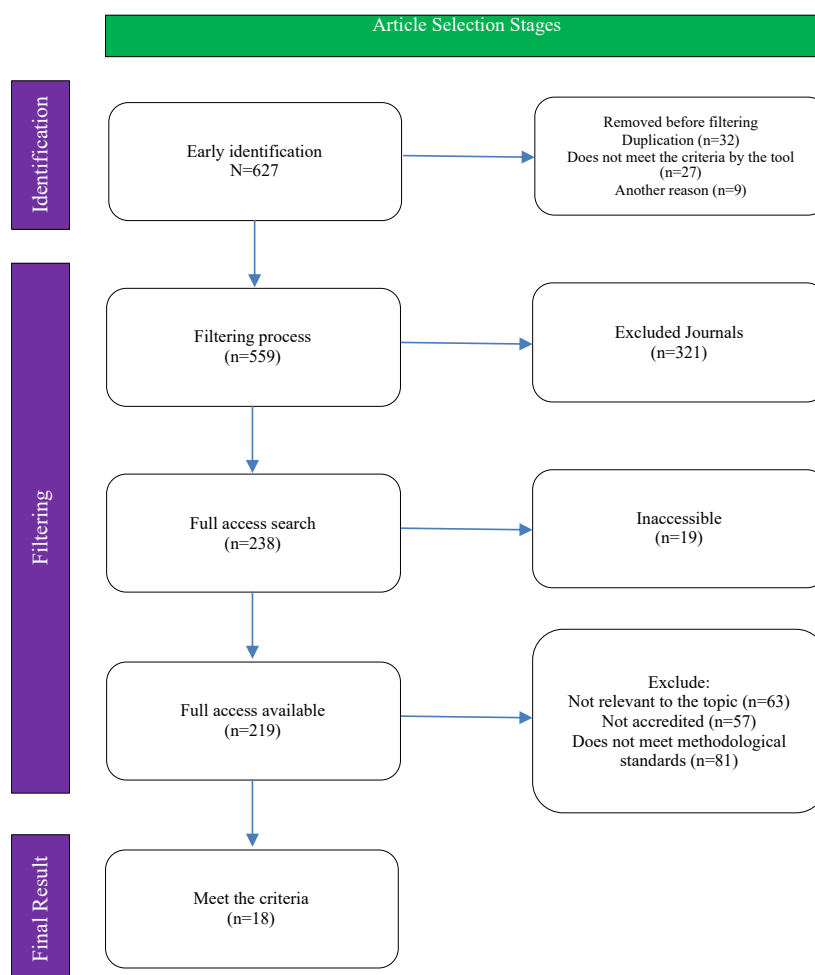 Article Selection Stages
Identification
Early identification
N=627
Removed before filtering
Duplication (n=32)
Does not meet the criteria by the tool
(n=27)
Another reason (n=9)
Filtering
Filtering process
(n=559)
Excluded Journals
(n=321)
Full access search
(n=238)
Inaccessible
(n=19)
Full access available
(n=219)
Exclude:
Not relevant to the topic (n=63)
Not accredited (n=57)
Does not meet methodological
standards (n=81)
Final Result
Meet the criteria
(n=18)